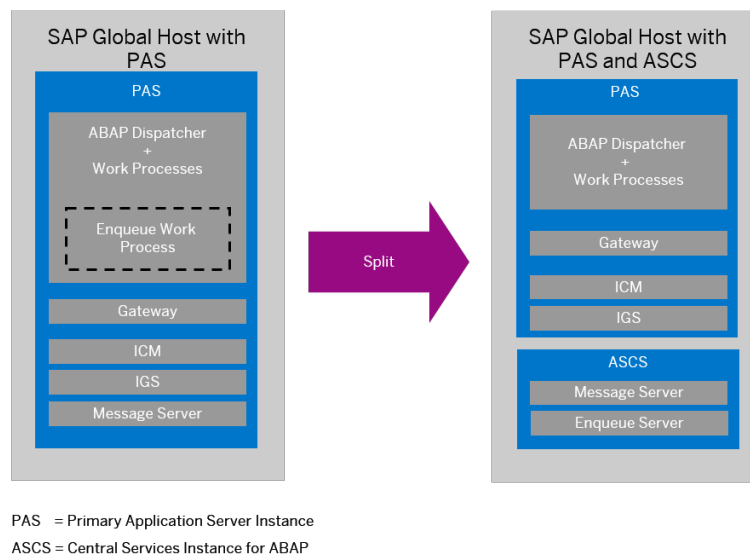 SAP Global Host with
PAS
PAS
ABAP Dispatcher
+
Work Processes
Enqueue Work
Process
Gateway
ICM
IGS
Message Server
Split
SAP Global Host with
PAS and ASCS
PAS
ABAP Dispatcher
+
Work Processes
Gateway
ICM
IGS
ASCS
Message Server
Enqueue Server
PAS = Primary Application Server Instance
ASCS = Central Services Instance for ABAP